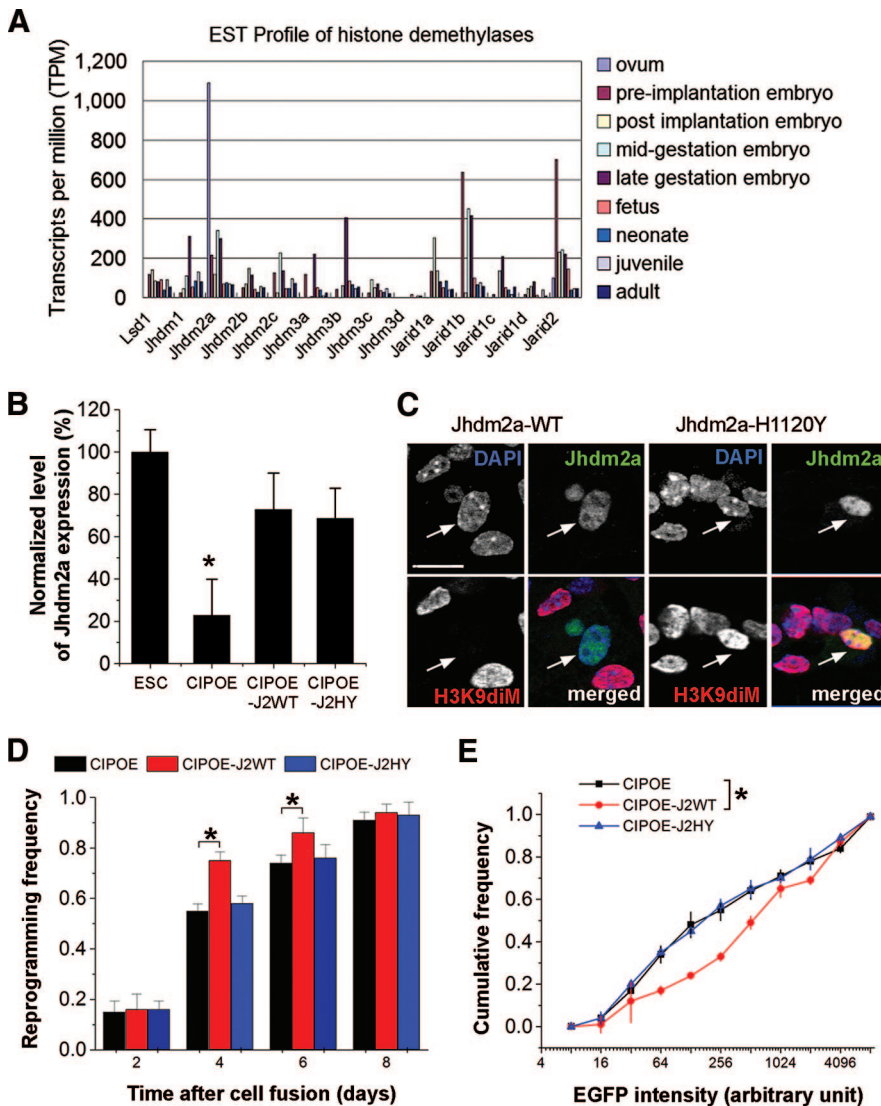 A
EST Profile of histone demethylases
Transcripts per million (TPM)
1,200
1,000
800
600
400
200
0
Lsd1
Jhdm1
Jhdm2a
Jhdm2b
Jhdm2c
Jhdm3a
Jhdm3b
Jhdm3c
Jhdm3d
Jarid1a
Jarid1b
Jarid1c
Jarid1d
Jarid2
ovum
pre-implantation embryo
post implantation embryo
mid-gestation embryo
late gestation embryo
fetus
neonate
juvenile
adult
B
Normalized level
of Jhdm2a expression (%)
120
100
80
60
40
20
0
*
ESC
CIPOE
CIPOE
-J2WT
CIPOE
-J2HY
C
Jhdm2a-WT
Jhdm2a-H1120Y
DAPI
Jhdm2a
DAPI
Jhdm2a
H3K9diM
merged
H3K9diM
merged
D
CIPOE
CIPOE-J2WT
CIPOE-J2HY
Reprogramming frequency
1.0
0.8
0.6
0.4
0.2
0.0
*
*
2
4
6
8
Time after cell fusion (days)
E
CIPOE
CIPOE-J2WT
CIPOE-J2HY
*
Cumulative frequency
1.0
0.8
0.6
0.4
0.2
0.0
4
16
64
256
1024
4096
EGFP intensity (arbitrary unit)